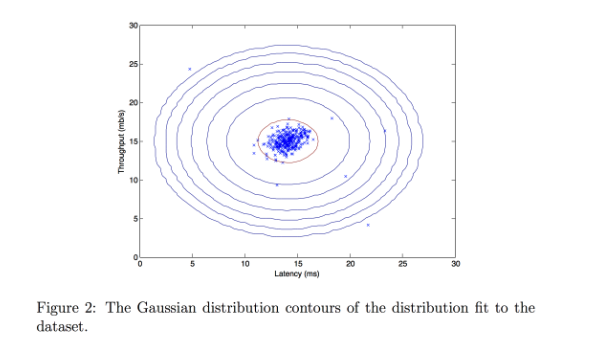 30
25
20
15
10
5
0
Throughput (mb/s)
0 5 10 15 20 25 30
Latency (ms)
Figure 2: The Gaussian distribution contours of the distribution fit to the
dataset.